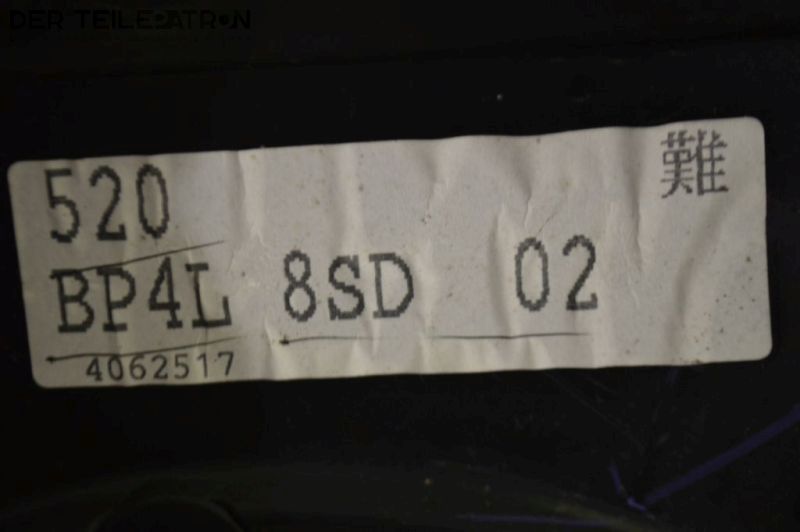 DER TEILEPATRON
難
520
BP4L 8SD 02
4062517